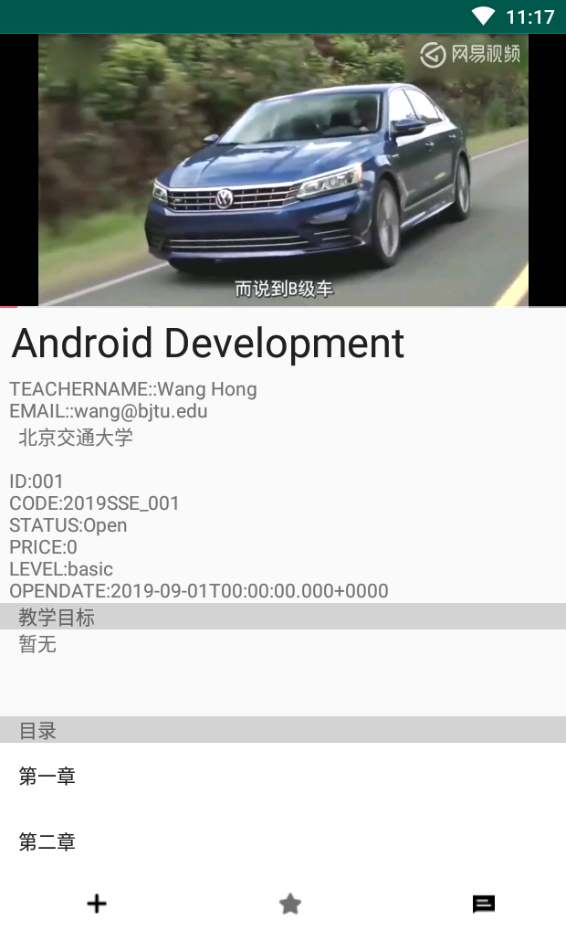 11:17
网易视频
而说到B级车
Android Development
TEACHERNAME::Wang Hong
EMAIL::wang@bjtu.edu
北京交通大学
ID:001
CODE:2019SSE_001
STATUS:Open
PRICE:0
LEVEL:basic
OPENDATE:2019-09-01T00:00:00.000+0000
教学目标
暂无
目录
第一章
第二章